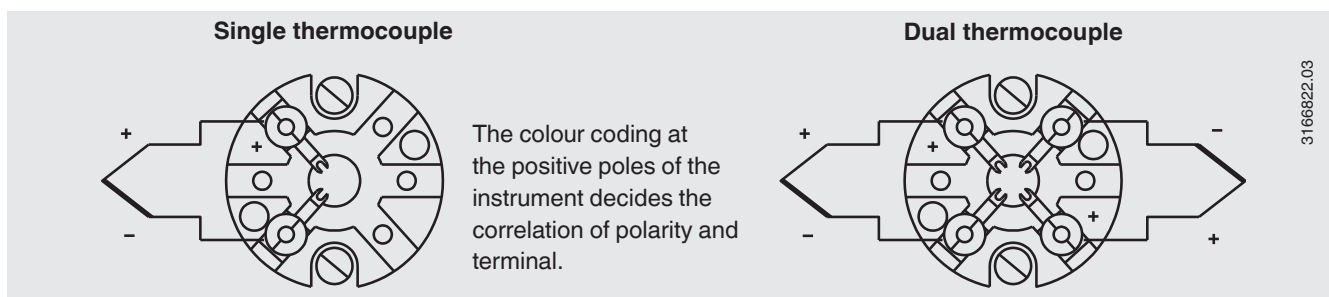 Single thermocouple
+
+
−
The colour coding at
the positive poles of the
instrument decides the
correlation of polarity and
terminal.
Dual thermocouple
+
+
−
−
+
+
3166822.03